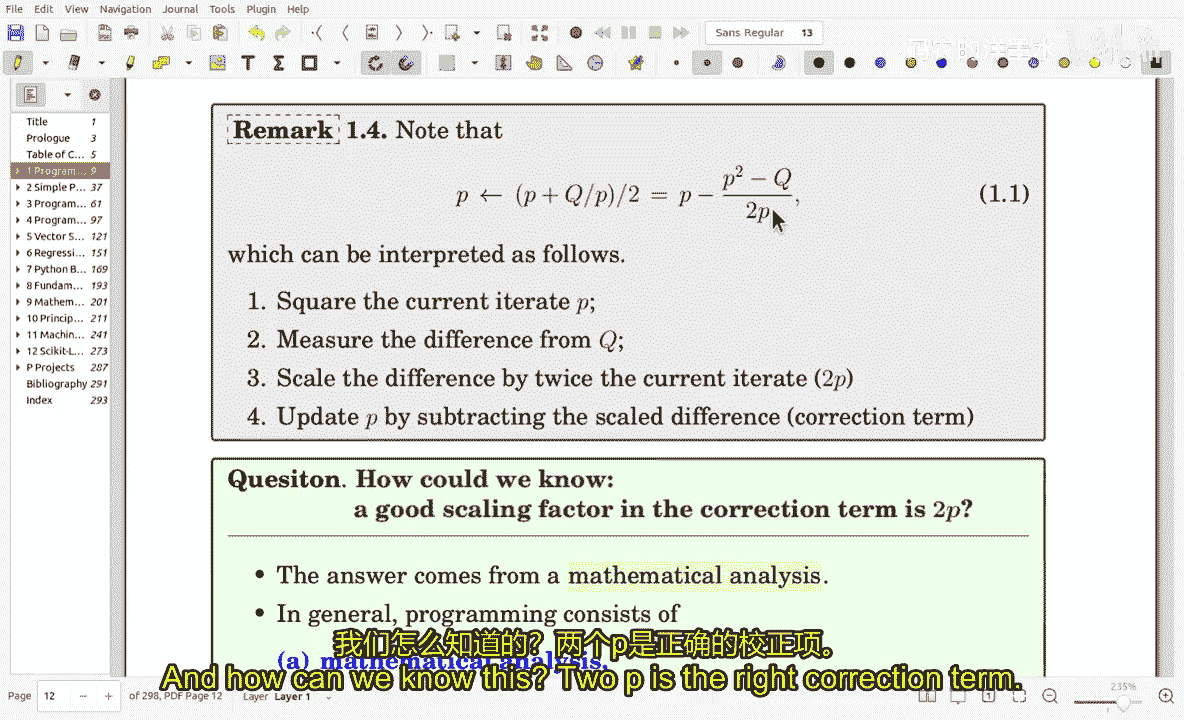 File Edit View Navigation Journal Tools Plugin Help
Sans Regular 13
Title 1
Prologue 3
Table of C... 5
1 Program... 9
2 Simple P... 37
3 Program... 61
4 Program... 97
5 Vector S... 121
6 Regressi... 151
7 Python B... 169
8 Fundam... 193
9 Mathem... 201
10 Princip... 211
11 Machin... 241
12 Scikit-L... 273
P Projects 287
Bibliography 291
Index 293
Remark 1.4. Note that
p ← (p + Q/p)/2 = p − \frac{p^2 − Q}{2p}, (1.1)
which can be interpreted as follows.
1. Square the current iterate p;
2. Measure the difference from Q;
3. Scale the difference by twice the current iterate (2p)
4. Update p by subtracting the scaled difference (correction term)
Quesiton. How could we know:
a good scaling factor in the correction term is 2p?
• The answer comes from a mathematical analysis.
• In general, programming consists of
(a) mathematical analysis,
我们怎么知道的？两个p是正确的校正项。
And how can we know this? Two p is the right correction term.
Page 12 of 298, PDF Page 12 Layer Layer 1 235%